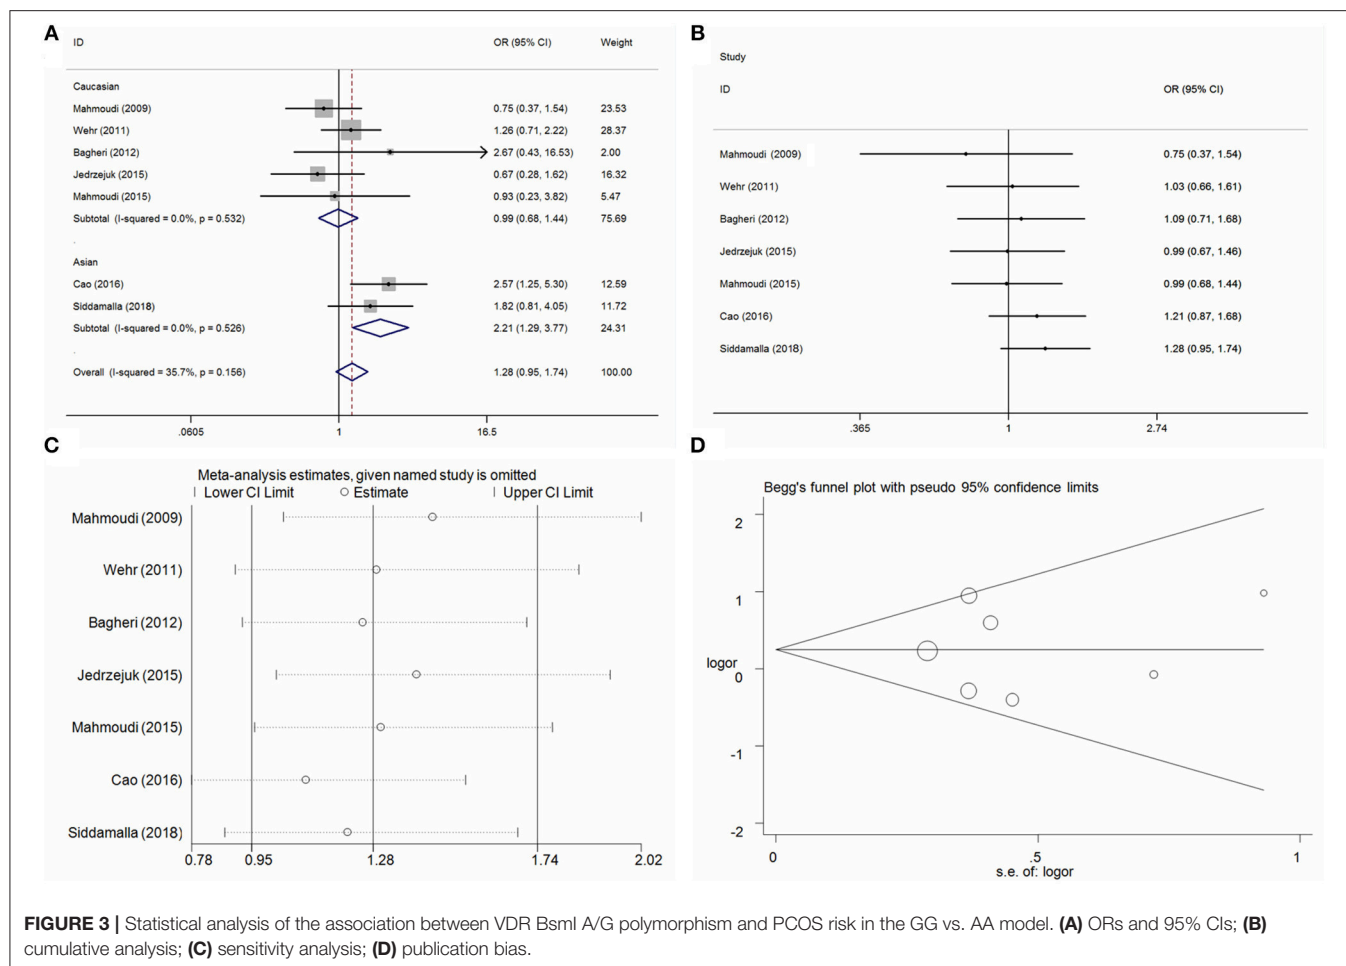 A
ID OR (95% CI) Weight
Caucasian
Mahmoudi (2009) 0.75 (0.37, 1.54) 23.53
Wehr (2011) 1.26 (0.71, 2.22) 28.37
Bagheri (2012) 2.67 (0.43, 16.53) 2.00
Jedrzejuk (2015) 0.67 (0.28, 1.62) 16.32
Mahmoudi (2015) 0.93 (0.23, 3.82) 5.47
Subtotal (I-squared = 0.0%, p = 0.532) 0.99 (0.68, 1.44) 75.69
.
Asian
Cao (2016) 2.57 (1.25, 5.30) 12.59
Siddamalla (2018) 1.82 (0.81, 4.05) 11.72
Subtotal (I-squared = 0.0%, p = 0.526) 2.21 (1.29, 3.77) 24.31
.
Overall (I-squared = 35.7%, p = 0.156) 1.28 (0.95, 1.74) 100.00
.0605 1 16.5
B
Study
ID OR (95% CI)
Mahmoudi (2009) 0.75 (0.37, 1.54)
Wehr (2011) 1.03 (0.66, 1.61)
Bagheri (2012) 1.09 (0.71, 1.68)
Jedrzejuk (2015) 0.99 (0.67, 1.46)
Mahmoudi (2015) 0.99 (0.68, 1.44)
Cao (2016) 1.21 (0.87, 1.68)
Siddamalla (2018) 1.28 (0.95, 1.74)
.365 1 2.74
C
Meta-analysis estimates, given named study is omitted
Lower CI Limit Estimate Upper CI Limit
Mahmoudi (2009)
Wehr (2011)
Bagheri (2012)
Jedrzejuk (2015)
Mahmoudi (2015)
Cao (2016)
Siddamalla (2018)
0.78 0.95 1.28 1.74 2.02
D
Begg's funnel plot with pseudo 95% confidence limits
2
1
logor
0
-1
-2
0 .5 1
s.e. of: logor
FIGURE 3 | Statistical analysis of the association between VDR BsmI A/G polymorphism and PCOS risk in the GG vs. AA model. (A) ORs and 95% CIs; (B)
cumulative analysis; (C) sensitivity analysis; (D) publication bias.